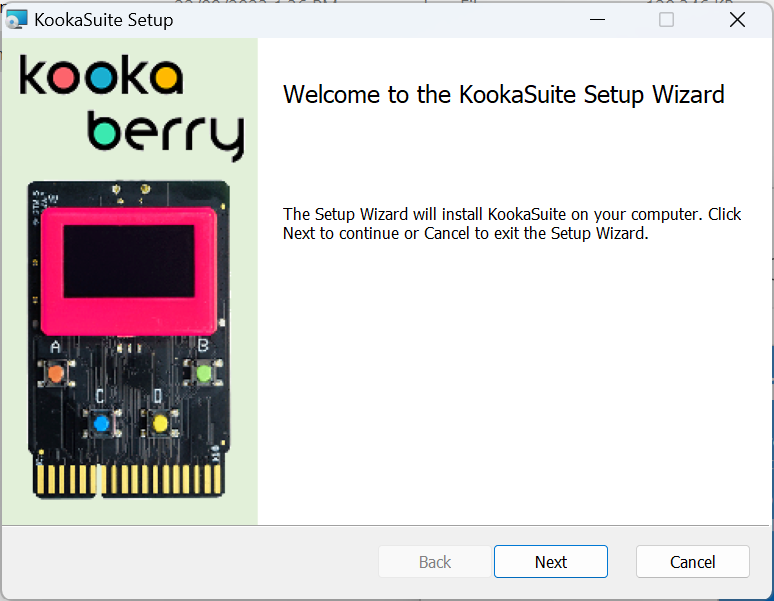 KookaSuite Setup
kooka
berry
A
B
C
D
Welcome to the KookaSuite Setup Wizard
The Setup Wizard will install KookaSuite on your computer. Click
Next to continue or Cancel to exit the Setup Wizard.
Back
Next
Cancel